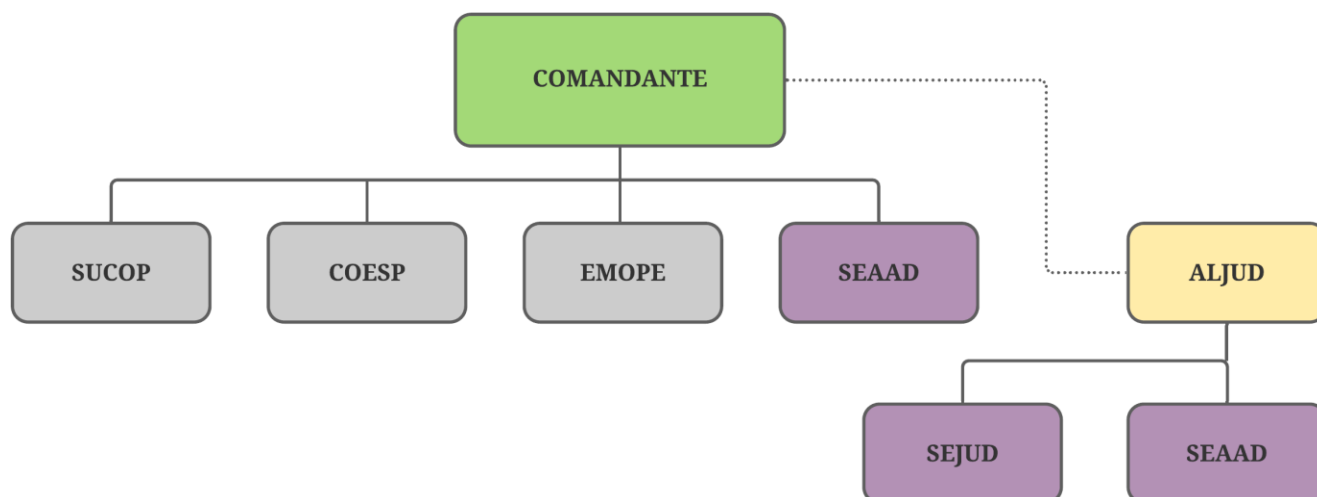 COMANDANTE
SUCOP
COESP
EMOPE
SEAAD
ALJUD
SEJUD
SEAAD